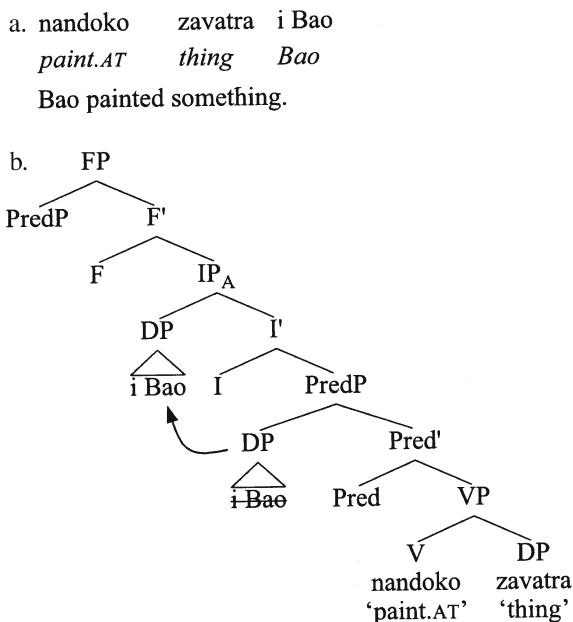 a. nandoko zavatra i Bao
paint.AT thing Bao
Bao painted something.
b. FP
PredP F'
F IP_A
DP I'
i Bao I PredP
DP Pred'
i Bao Pred VP
V DP
nandoko zavatra
‘paint.AT’ ‘thing’